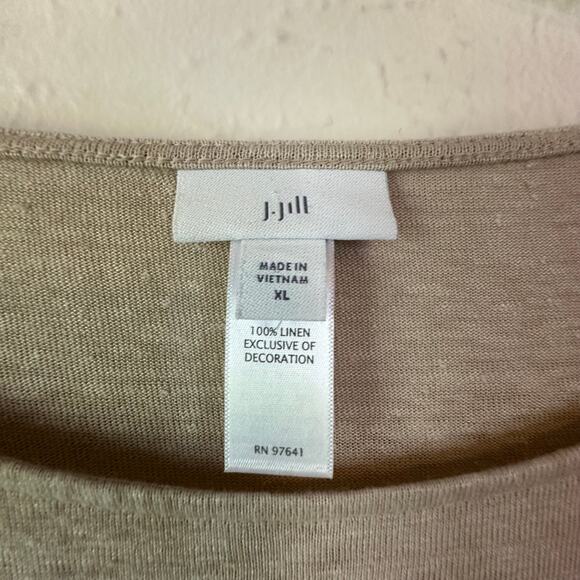 J.Jill
MADE IN
VIETNAM
XL
100% LINEN
EXCLUSIVE OF
DECORATION
RN 97641